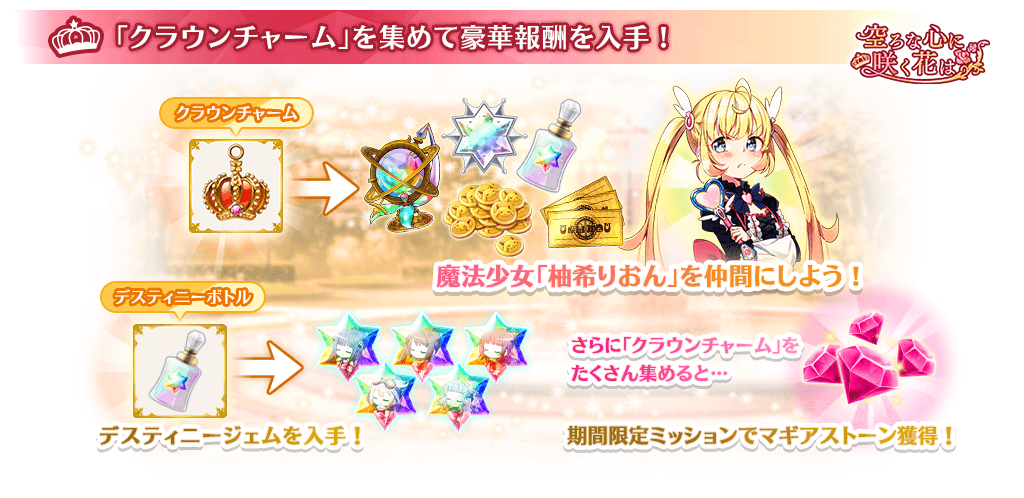 「クラウンチャーム」を集めて豪華報酬を入手！
空ろな心に
咲く花は
クラウンチャーム
魔法少女「柚希りおん」を仲間にしよう！
デスティニーボトル
デスティニージェムを入手！
さらに「クラウンチャーム」を
たくさん集めると…
期間限定ミッションでマギアストーン獲得！